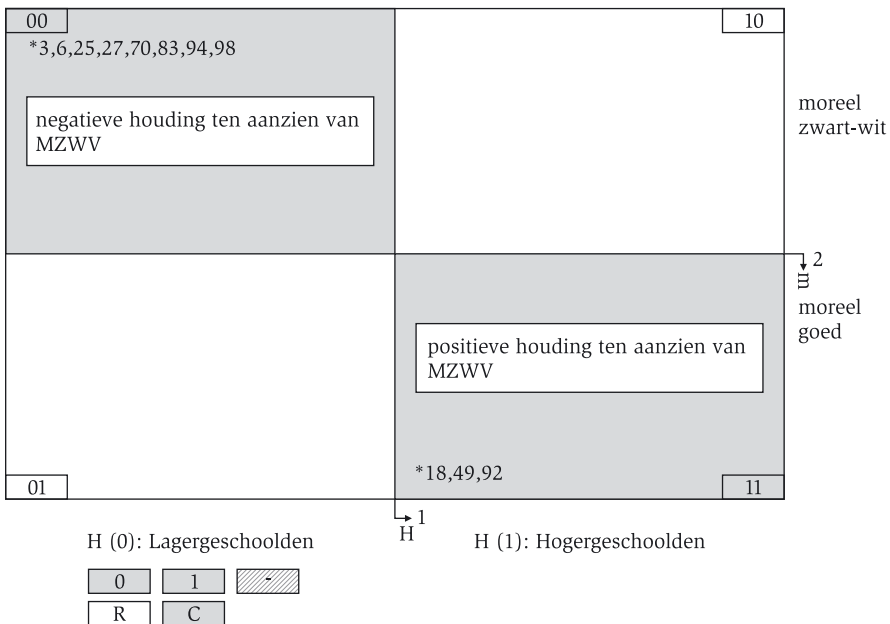 00
10
*3,6,25,27,70,83,94,98
negatieve houding ten aanzien van
MZWV
moreel
zwart-wit
2
m
moreel
goed
positieve houding ten aanzien van
MZWV
*18,49,92
01
11
1
H
H (0): Lagergeschoolden
H (1): Hogergeschoolden
0 1 -
R C